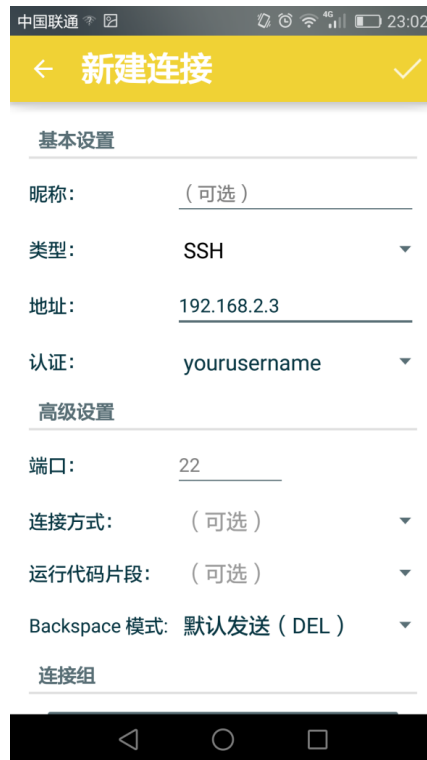 中国联通 4G 23:02
新建连接
基本设置
昵称： （可选）
类型： SSH
地址： 192.168.2.3
认证： yourusername
高级设置
端口： 22
连接方式： （可选）
运行代码片段： （可选）
Backspace 模式: 默认发送（DEL）
连接组